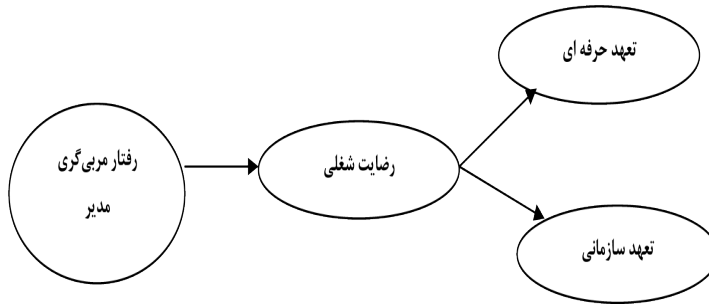 تعهد حرفه ای
رفتار مربی‌گری
مدیر
رضایت شغلی
تعهد سازمانی